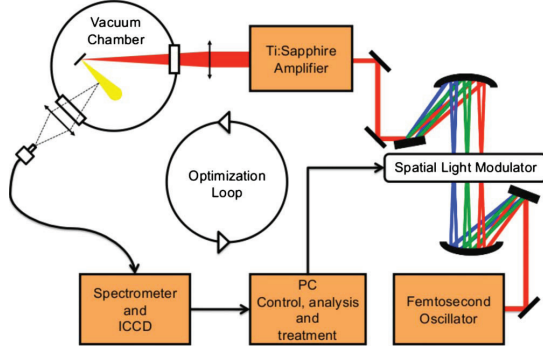 Vacuum
Chamber
Ti:Sapphire
Amplifier
Spatial Light Modulator
Optimization
Loop
Spectrometer
and
ICCD
PC
Control, analysis
and
treatment
Femtosecond
Oscillator